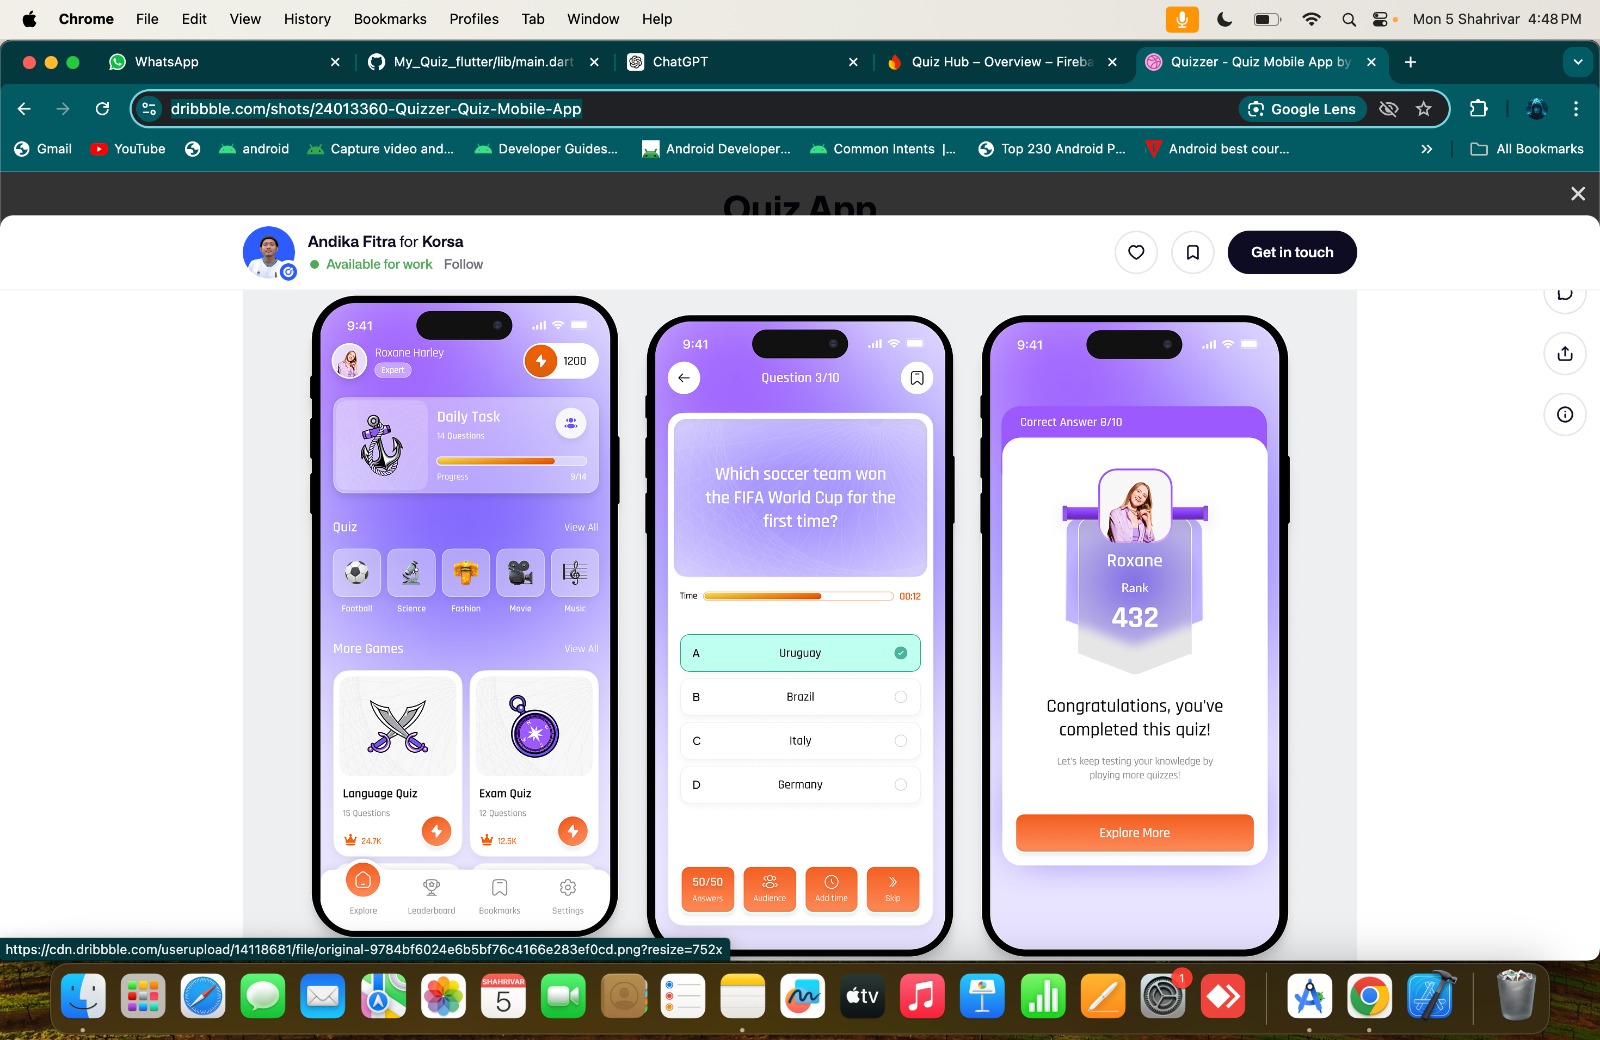 Chrome File Edit View History Bookmarks Profiles Tab Window Help
Mon 5 Shahrivar 4:48 PM
WhatsApp
My_Quiz_flutter/lib/main.dart
ChatGPT
Quiz Hub – Overview – Fireba
Quizzer - Quiz Mobile App by
dribbble.com/shots/24013360-Quizzer-Quiz-Mobile-App
Google Lens
Gmail
YouTube
android
Capture video and...
Developer Guides...
Android Developer...
Common Intents |...
Top 230 Android P...
Android best cour...
All Bookmarks
Quiz App
Andika Fitra for Korsa
Available for work Follow
Get in touch
9:41
Roxane Harley
Expert
1200
Daily Task
14 Questions
Progress
9/14
Quiz
View All
Football
Science
Fashion
Movie
Music
More Games
View All
Language Quiz
15 Questions
24.7K
Exam Quiz
12 Questions
12.5K
Explore
Leaderboard
Bookmarks
Settings
9:41
Question 3/10
Which soccer team won
the FIFA World Cup for the
first time?
Time
00:12
A Uruguay
B Brazil
C Italy
D Germany
50/50
Answers
Audience
Add time
Skip
9:41
Correct Answer 8/10
Roxane
Rank
432
Congratulations, you've
completed this quiz!
Let's keep testing your knowledge by
playing more quizzes!
Explore More
https://cdn.dribbble.com/userupload/14118681/file/original-9784bf6024e6b5bf76c4166e283ef0cd.png?resize=752x
SHAHRIVAR
5
tv
1